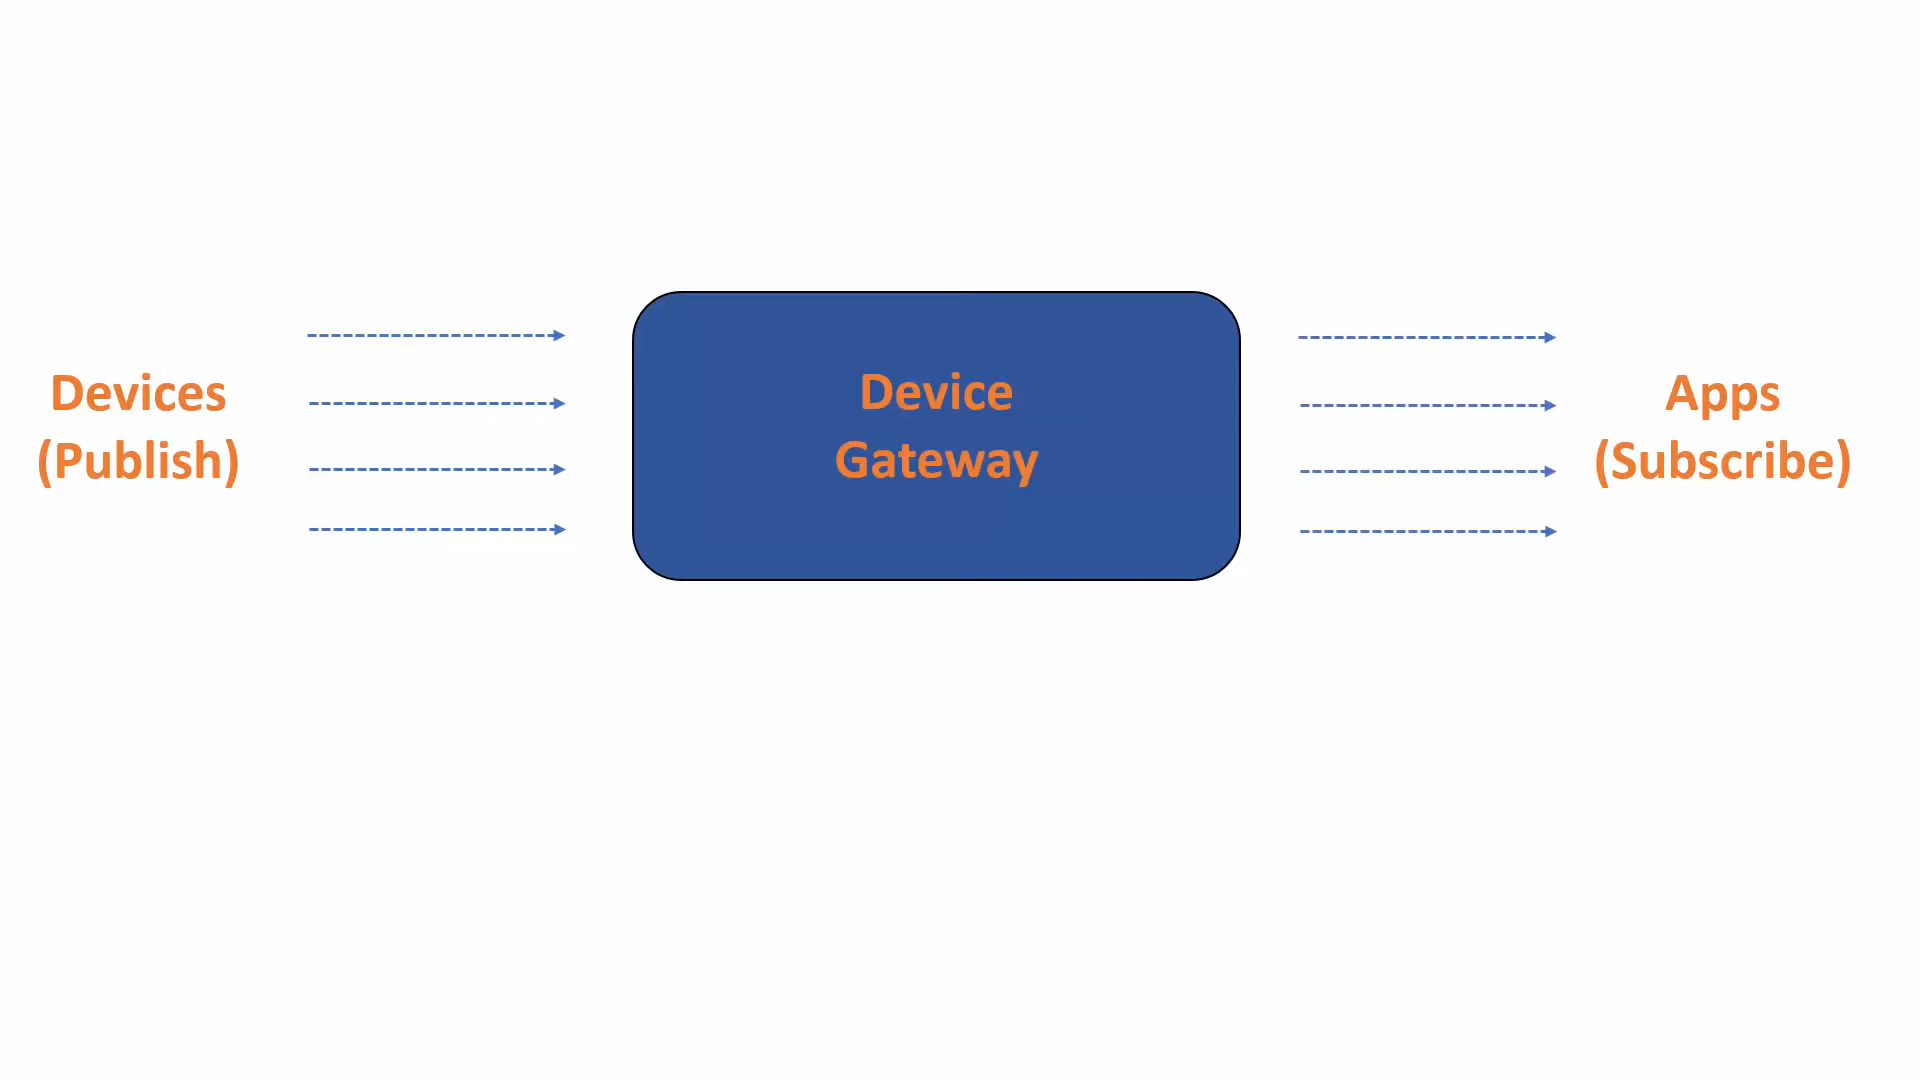 Devices
(Publish)
Device
Gateway
Apps
(Subscribe)